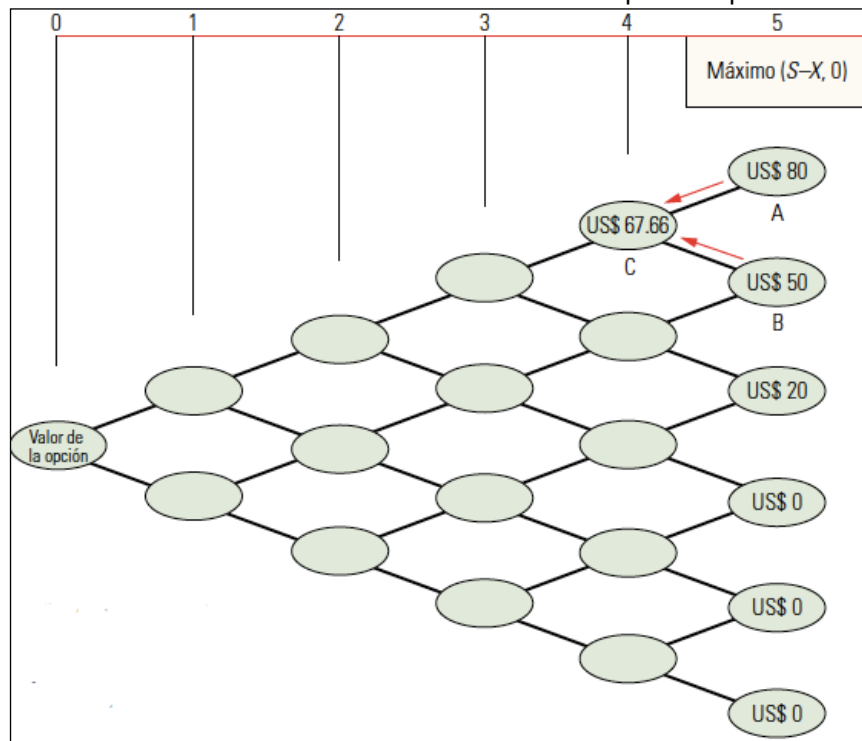 0 1 2 3 4 5
Máximo (S–X, 0)
US$ 80
A
US$ 67.66
C
US$ 50
B
US$ 20
Valor de
la opción
US$ 0
US$ 0
US$ 0